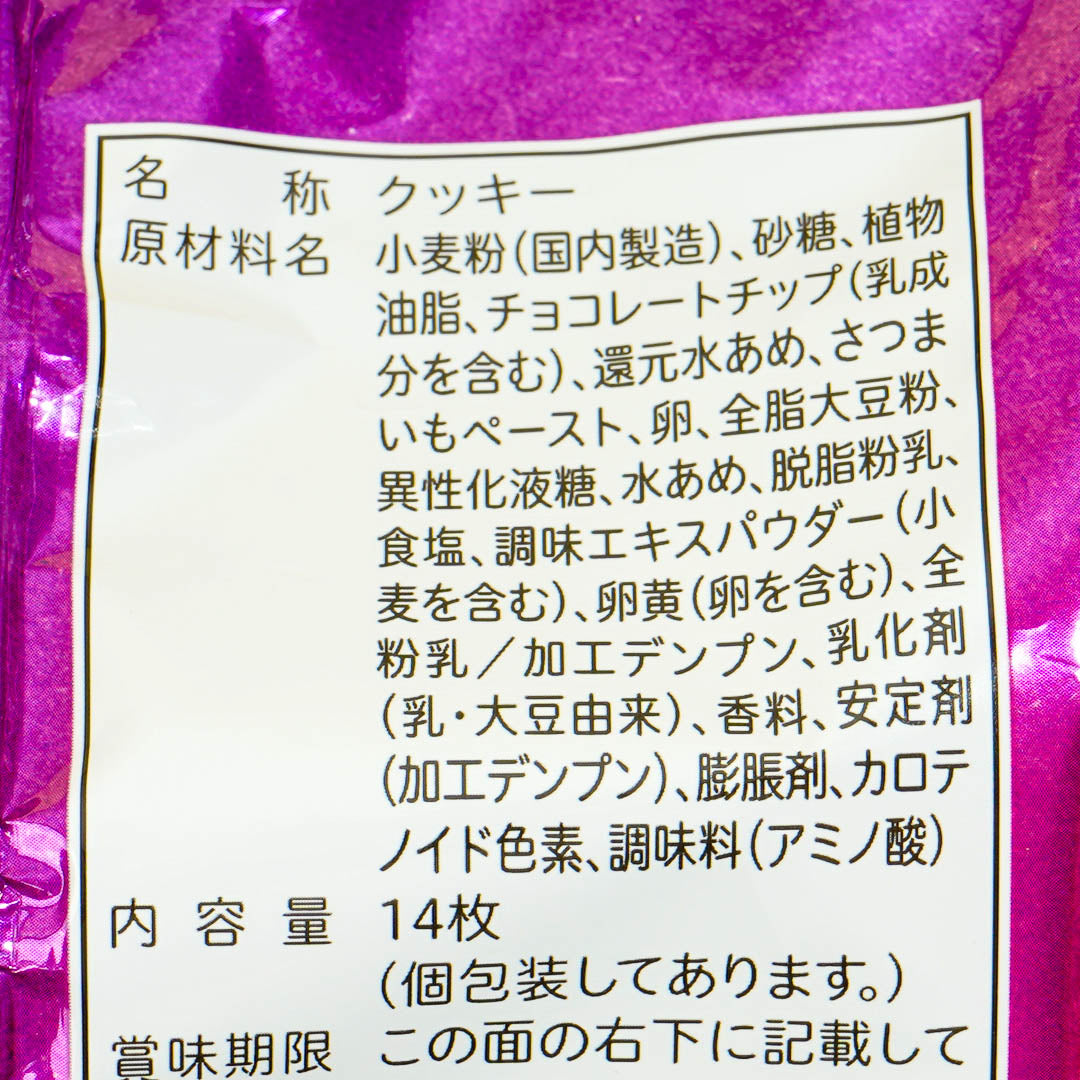 名称 クッキー
原材料名 小麦粉(国内製造)、砂糖、植物
油脂、チョコレートチップ(乳成
分を含む)、還元水あめ、さつま
いもペースト、卵、全脂大豆粉、
異性化液糖、水あめ、脱脂粉乳、
食塩、調味エキスパウダー(小
麦を含む)、卵黄(卵を含む)、全
粉乳／加工デンプン、乳化剤
(乳・大豆由来)、香料、安定剤
(加工デンプン)、膨脹剤、カロテ
ノイド色素、調味料(アミノ酸)
内容量 14枚
(個包装してあります。)
賞味期限 この面の右下に記載して